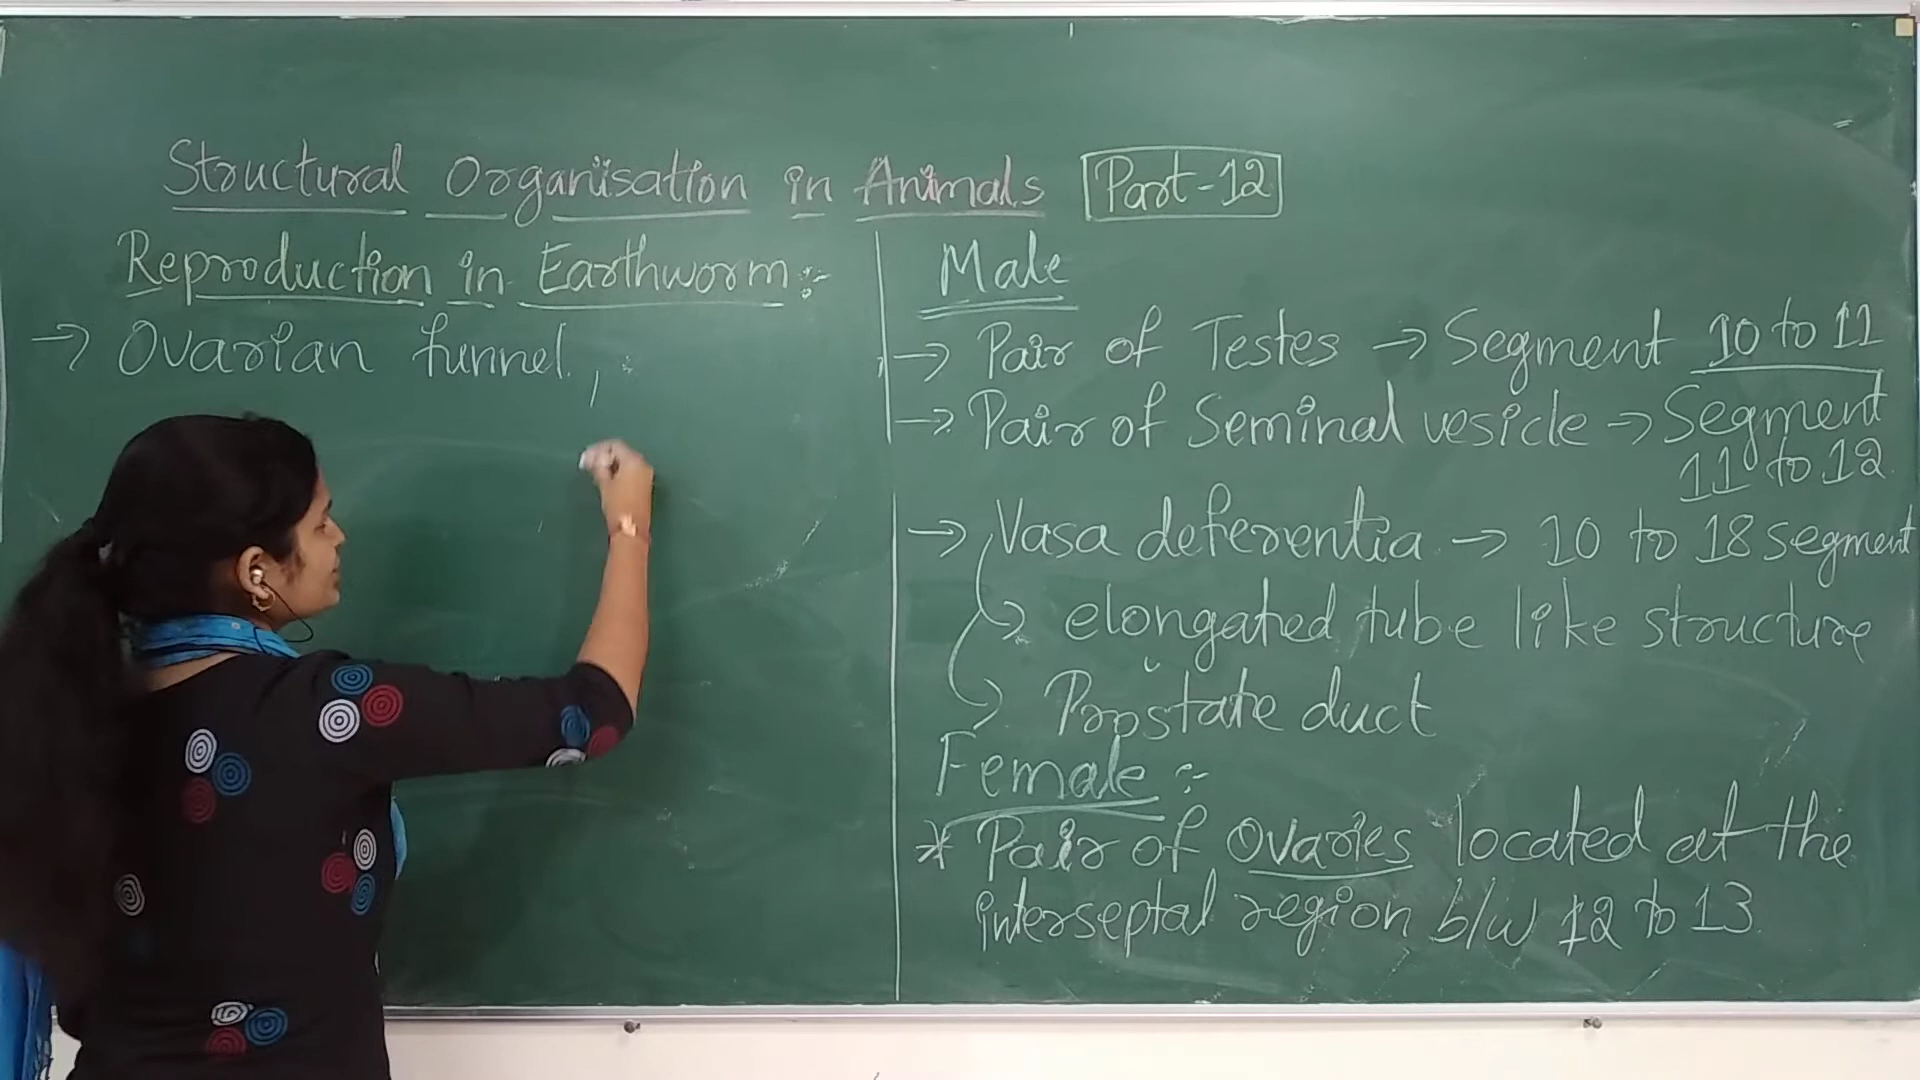 Structural Organisation in Animals Part-12
Reproduction in Earthworm :-
→ Ovarian funnel,
Male
→ Pair of Testes → Segment 10 to 11
→ Pair of Seminal vesicle → Segment
11 to 12
→ Vasa deferentia → 10 to 18 segment
elongated tube like structure
Prostate duct
Female :-
* Pair of Ovaries located at the
interseptal region b/w 12 to 13